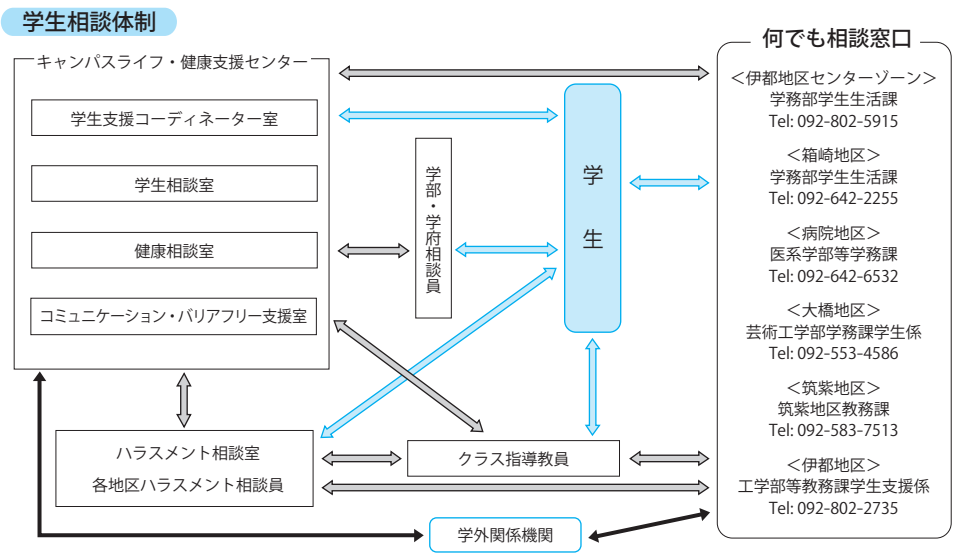 学生相談体制
キャンパスライフ・健康支援センター
学生支援コーディネーター室
学生相談室
健康相談室
コミュニケーション・バリアフリー支援室
学部・学府相談員
学生
ハラスメント相談室
各地区ハラスメント相談員
クラス指導教員
学外関係機関
何でも相談窓口
＜伊都地区センターゾーン＞
学務部学生生活課
Tel: 092-802-5915
＜箱崎地区＞
学務部学生生活課
Tel: 092-642-2255
＜病院地区＞
医系学部等学務課
Tel: 092-642-6532
＜大橋地区＞
芸術工学部学務課学生係
Tel: 092-553-4586
＜筑紫地区＞
筑紫地区教務課
Tel: 092-583-7513
＜伊都地区＞
工学部等教務課学生支援係
Tel: 092-802-2735